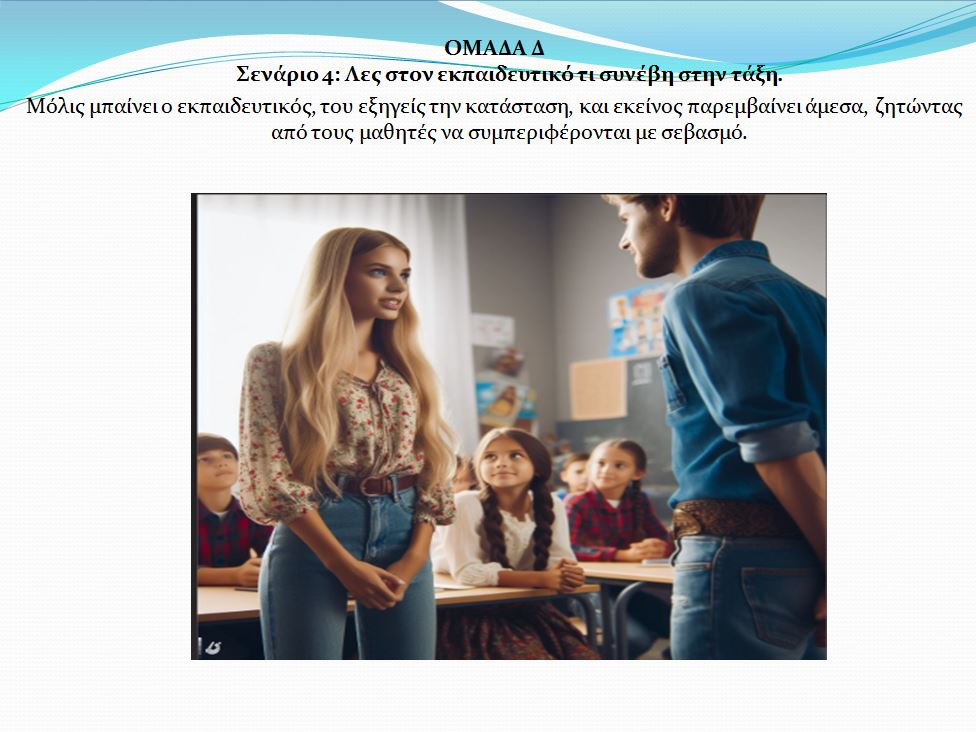 ΟΜΑΔΑ Δ
Σενάριο 4: Λες στον εκπαιδευτικό τι συνέβη στην τάξη.
Μόλις μπαίνει ο εκπαιδευτικός, του εξηγείς την κατάσταση, και εκείνος παρεμβαίνει άμεσα, ζητώντας
από τους μαθητές να συμπεριφέρονται με σεβασμό.